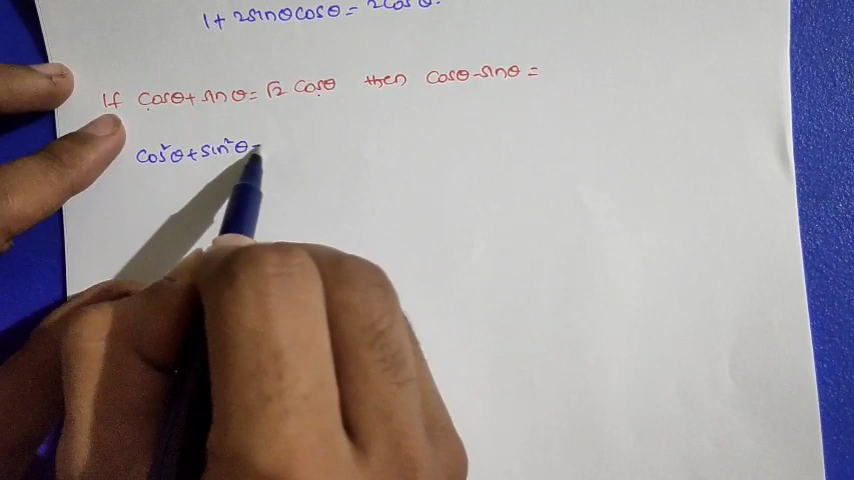 1 + 2sinθcosθ = 2cos²θ.
If cosθ + sinθ = √2 cosθ then cosθ - sinθ =
cos²θ + sin²θ =